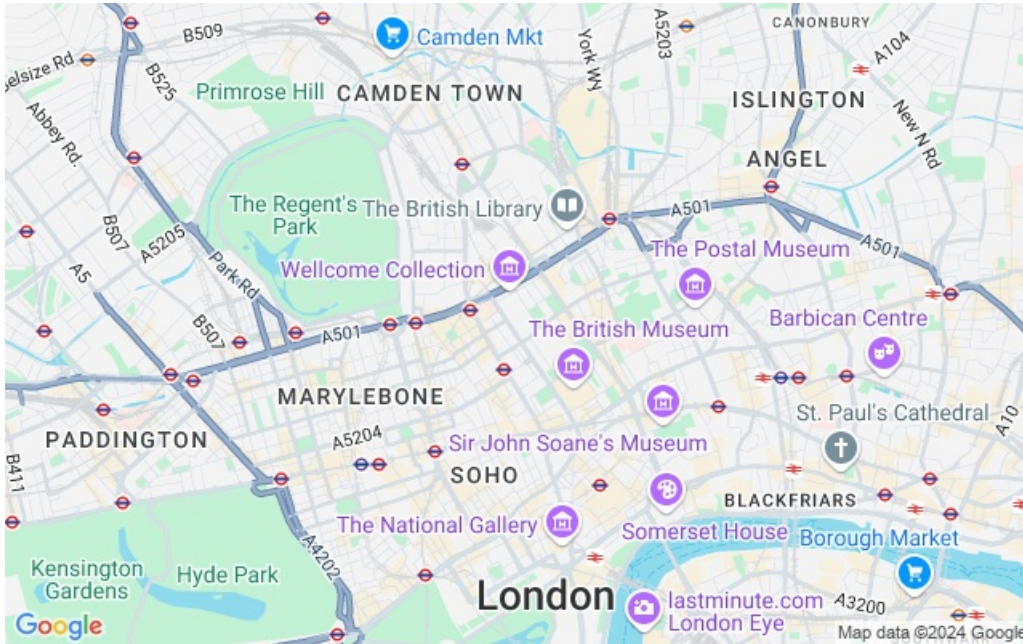 B509
Camden Mkt
York Wy
A5203
CANONBURY
A104
elsize Rd
B525
Primrose Hill
CAMDEN TOWN
ISLINGTON
Abbey Rd.
New N Rd
ANGEL
The Regent's
Park
The British Library
A501
B507
A5205
Park Rd
Wellcome Collection
The Postal Museum
A501
A5
B507
A501
The British Museum
Barbican Centre
MARYLEBONE
PADDINGTON
A5204
Sir John Soane's Museum
St. Paul's Cathedral
A10
B411
SOHO
BLACKFRIARS
The National Gallery
Somerset House
Borough Market
A4202
Kensington
Gardens
Hyde Park
London
lastminute.com
London Eye
A3200
Google
Map data ©2024 Google